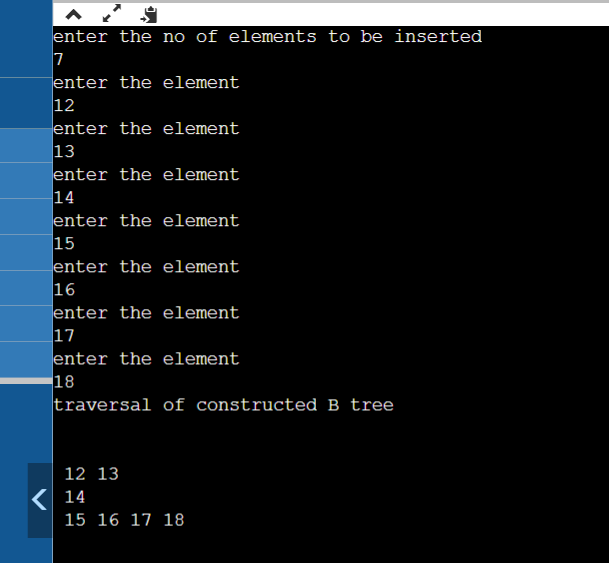 enter the no of elements to be inserted
7
enter the element
12
enter the element
13
enter the element
14
enter the element
15
enter the element
16
enter the element
17
enter the element
18
traversal of constructed B tree
12 13
14
15 16 17 18